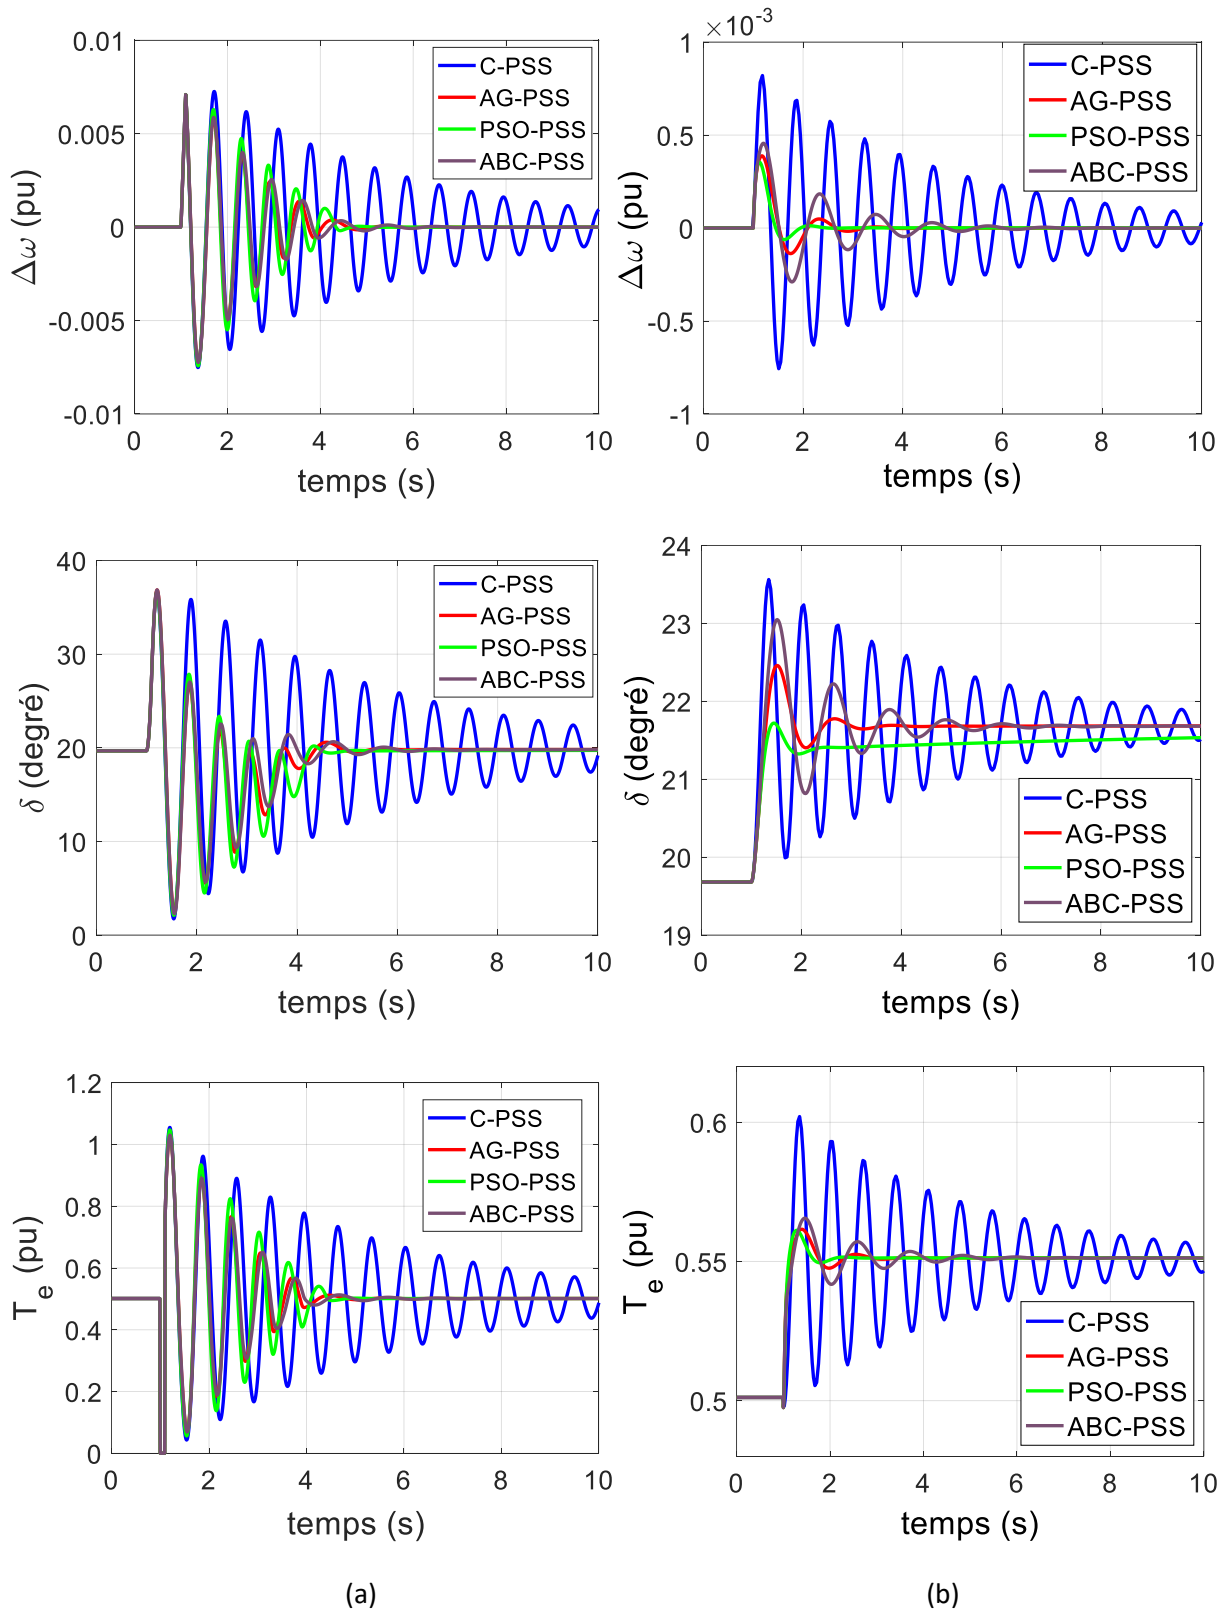 0.01
0.005
0
-0.005
-0.01
Δω (pu)
C-PSS
AG-PSS
PSO-PSS
ABC-PSS
0 2 4 6 8 10
temps (s)
×10⁻³
1
0.5
0
-0.5
-1
Δω (pu)
C-PSS
AG-PSS
PSO-PSS
ABC-PSS
0 2 4 6 8 10
temps (s)
40
30
20
10
0
δ (degré)
C-PSS
AG-PSS
PSO-PSS
ABC-PSS
0 2 4 6 8 10
temps (s)
24
23
22
21
20
19
δ (degré)
C-PSS
AG-PSS
PSO-PSS
ABC-PSS
0 2 4 6 8 10
temps (s)
1.2
1
0.8
0.6
0.4
0.2
0
Tₑ (pu)
C-PSS
AG-PSS
PSO-PSS
ABC-PSS
0 2 4 6 8 10
temps (s)
0.6
0.55
0.5
Tₑ (pu)
C-PSS
AG-PSS
PSO-PSS
ABC-PSS
0 2 4 6 8 10
temps (s)
(a)
(b)